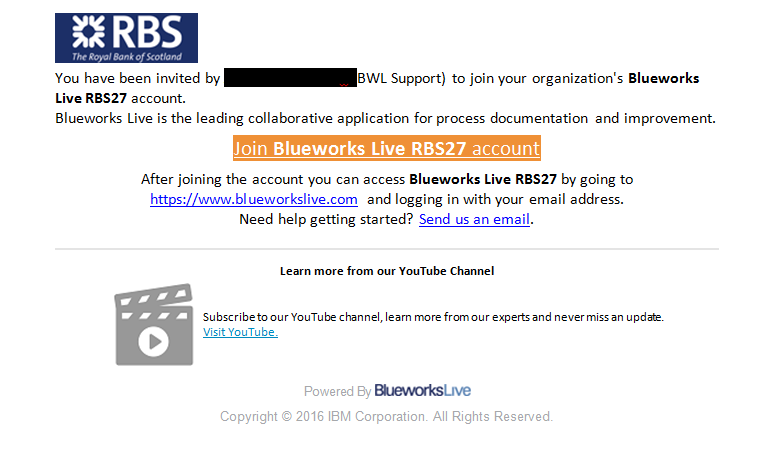 RBS
The Royal Bank of Scotland
You have been invited by BWL Support) to join your organization's Blueworks
Live RBS27 account.
Blueworks Live is the leading collaborative application for process documentation and improvement.
Join Blueworks Live RBS27 account
After joining the account you can access Blueworks Live RBS27 by going to
https://www.blueworkslive.com and logging in with your email address.
Need help getting started? Send us an email.
Learn more from our YouTube Channel
Subscribe to our YouTube channel, learn more from our experts and never miss an update.
Visit YouTube.
Powered By BlueworksLive
Copyright © 2016 IBM Corporation. All Rights Reserved.